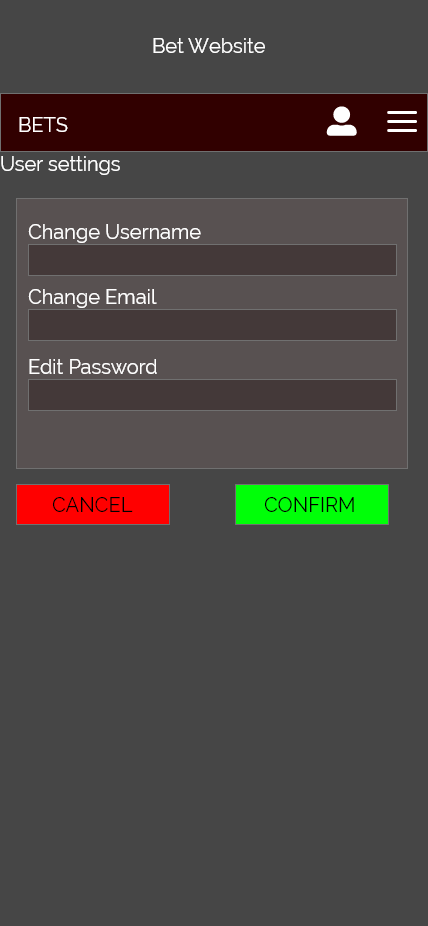 Bet Website
BETS
User settings
Change Username
Change Email
Edit Password
CANCEL
CONFIRM